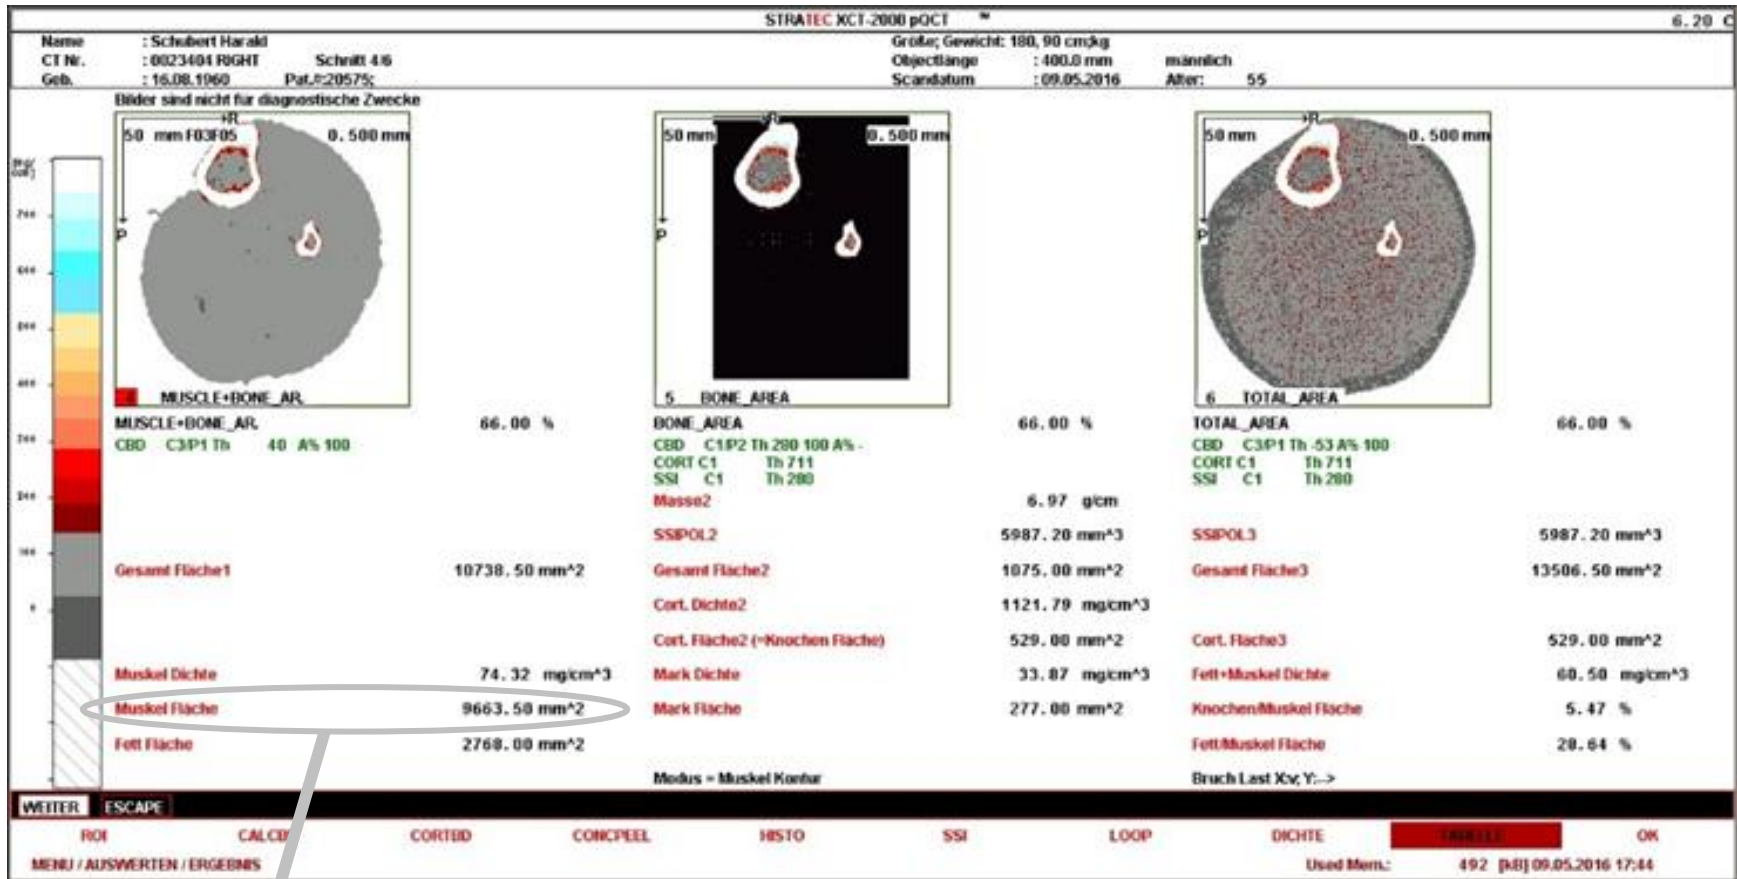 STRATEC XCT-2000 pQCT ™ 6.20 C
Name : Schubert Harald Größe; Gewicht: 180, 90 cm;kg
CT Nr. : 0023404 RIGHT Schnitt 4/6 Objectlänge : 400.0 mm männlich
Geb. : 16.08.1960 Pat.#:20575; Scandatum : 09.05.2016 Alter: 55
Bilder sind nicht für diagnostische Zwecke
R R R
50 mm F03F05 0.500 mm 50 mm 0.500 mm 50 mm 0.500 mm
P P P
MUSCLE+BONE_AR. 5 BONE_AREA 6 TOTAL_AREA
MUSCLE+BONE_AR. 66.00 % BONE_AREA 66.00 % TOTAL_AREA 66.00 %
CBD C3/P1 Th 40 A% 100 CBD C1/P2 Th 280 100 A% - CBD C3/P1 Th -53 A% 100
CORT C1 Th 711 CORT C1 Th 711
SSI C1 Th 280 SSI C1 Th 280
Masse2 6.97 g/cm
SSIPOL2 5987.20 mm^3 SSIPOL3 5987.20 mm^3
Gesamt Fläche1 10738.50 mm^2 Gesamt Fläche2 1075.00 mm^2 Gesamt Fläche3 13506.50 mm^2
Cort. Dichte2 1121.79 mg/cm^3
Cort. Fläche2 (=Knochen Fläche) 529.00 mm^2 Cort. Fläche3 529.00 mm^2
Muskel Dichte 74.32 mg/cm^3 Mark Dichte 33.87 mg/cm^3 Fett+Muskel Dichte 60.50 mg/cm^3
Muskel Fläche 9663.50 mm^2 Mark Fläche 277.00 mm^2 Knochen/Muskel Fläche 5.47 %
Fett Fläche 2768.00 mm^2 Fett/Muskel Fläche 28.64 %
Modus = Muskel Kontur Bruch Last X:v; Y:-->
WEITER ESCAPE
ROI CORTBD CONCPEEL HISTO SSI LOOP DICHTE TABELLE OK
MENU / AUSWERTEN / ERGEBNIS Used Mem.: 492 [kB] 09.05.2016 17:44